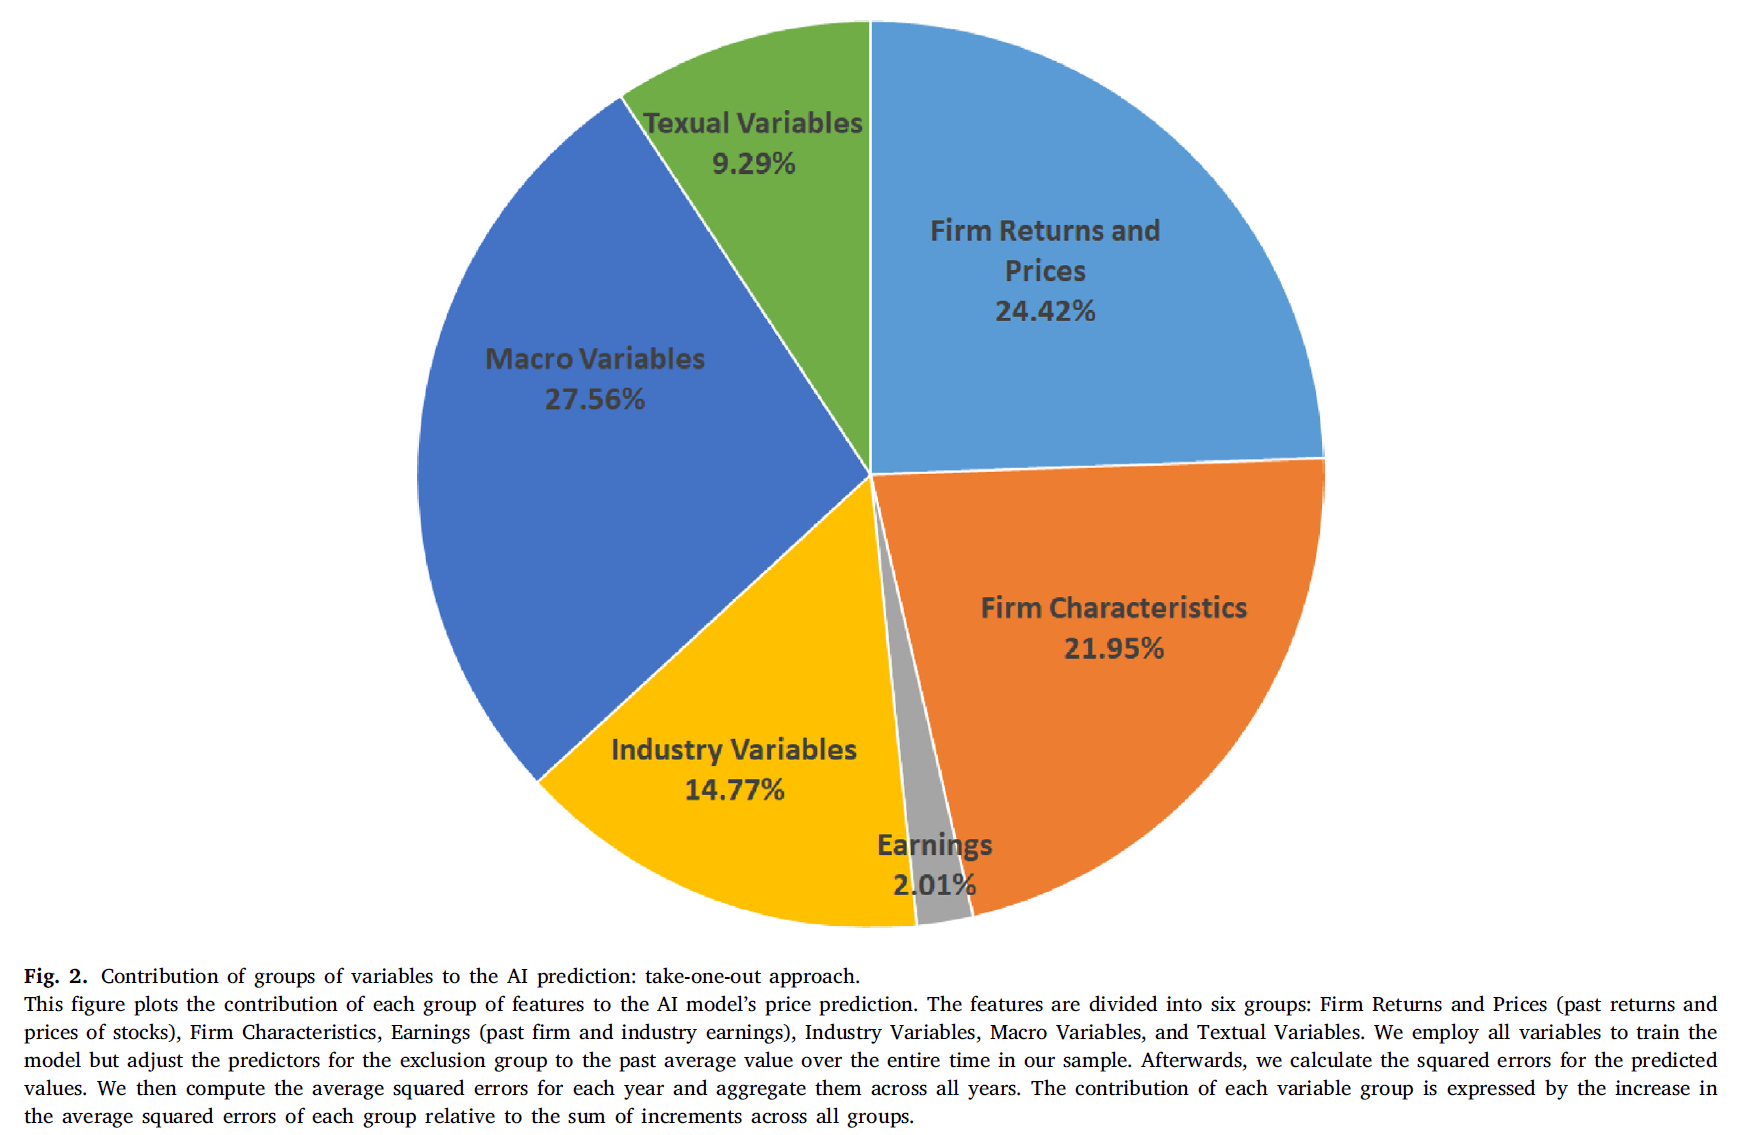 Texual Variables
9.29%
Firm Returns and
Prices
24.42%
Macro Variables
27.56%
Firm Characteristics
21.95%
Industry Variables
14.77%
Earnings
2.01%
Fig. 2. Contribution of groups of variables to the AI prediction: take-one-out approach.
This figure plots the contribution of each group of features to the AI model's price prediction. The features are divided into six groups: Firm Returns and Prices (past returns and
prices of stocks), Firm Characteristics, Earnings (past firm and industry earnings), Industry Variables, Macro Variables, and Textual Variables. We employ all variables to train the
model but adjust the predictors for the exclusion group to the past average value over the entire time in our sample. Afterwards, we calculate the squared errors for the predicted
values. We then compute the average squared errors for each year and aggregate them across all years. The contribution of each variable group is expressed by the increase in
the average squared errors of each group relative to the sum of increments across all groups.